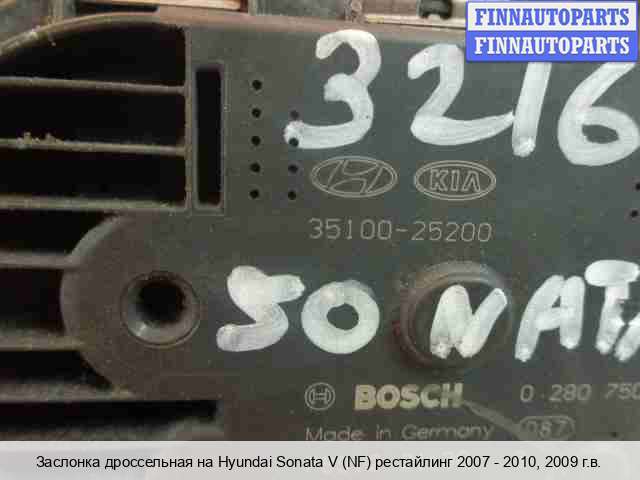 FINNAUTOPARTS
FINNAUTOPARTS
3216
KIA
35100-25200
SONATA
BOSCH 0 280 750
Made in Germany 087
Заслонка дроссельная на Hyundai Sonata V (NF) рестайлинг 2007 - 2010, 2009 г.в.